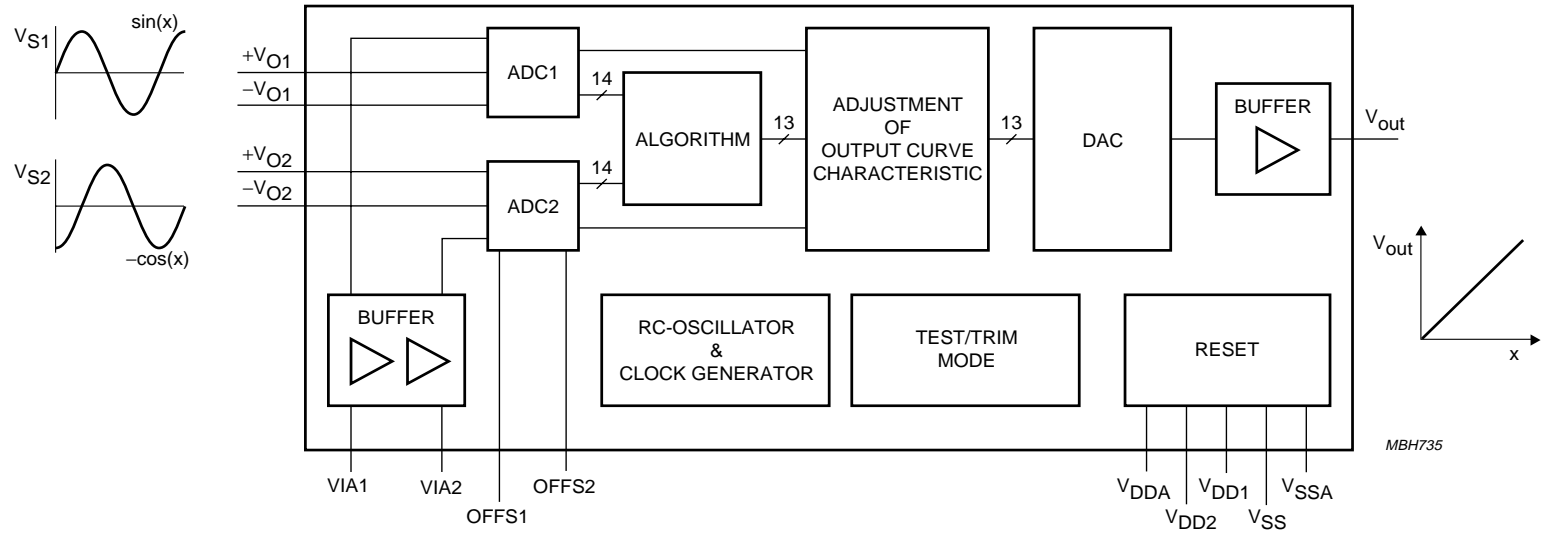 sin(x)
VS1
+VO1
−VO1
ADC1
14
ALGORITHM
13
ADJUSTMENT
OF
OUTPUT CURVE
CHARACTERISTIC
13
DAC
BUFFER
Vout
VS2
−cos(x)
+VO2
−VO2
ADC2
14
BUFFER
RC-OSCILLATOR
&
CLOCK GENERATOR
TEST/TRIM
MODE
RESET
Vout
x
MBH735
VIA1
VIA2
OFFS1
OFFS2
VDDA
VDD2
VDD1
VSS
VSSA